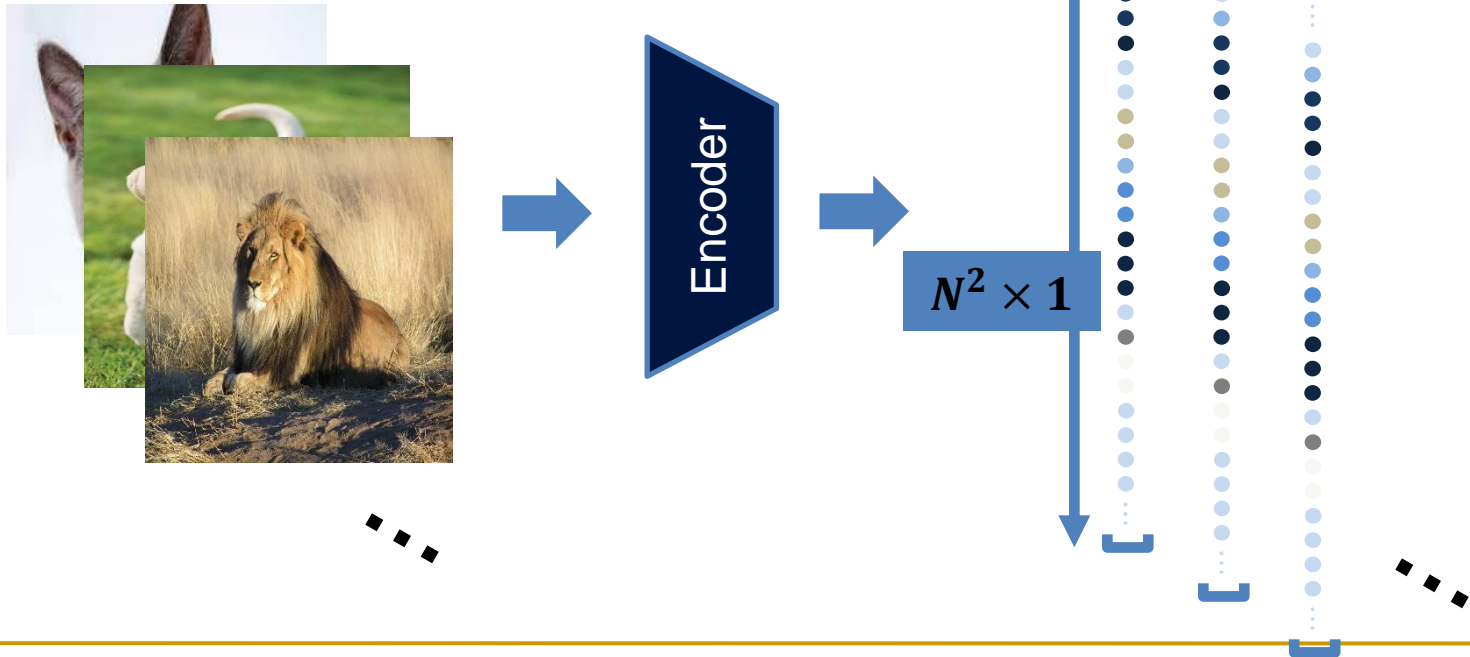 Encoder
N² × 1